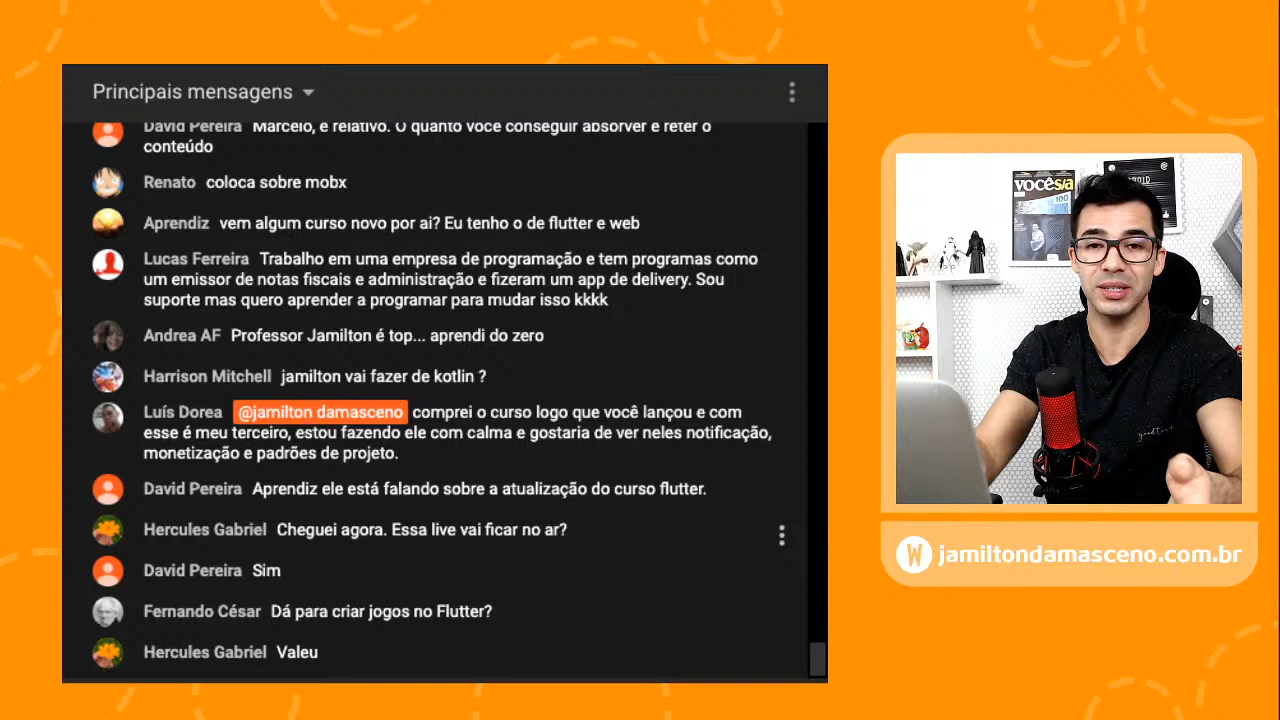 Principais mensagens
David Pereira Marcelo, é relativo. O quanto você conseguir absorver e reter o
conteúdo
Renato coloca sobre mobx
Aprendiz vem algum curso novo por ai? Eu tenho o de flutter e web
Lucas Ferreira Trabalho em uma empresa de programação e tem programas como
um emissor de notas fiscais e administração e fizeram um app de delivery. Sou
suporte mas quero aprender a programar para mudar isso kkkk
Andrea AF Professor Jamilton é top... aprendi do zero
Harrison Mitchell jamilton vai fazer de kotlin ?
Luís Dorea @jamilton damasceno comprei o curso logo que você lançou e com
esse é meu terceiro, estou fazendo ele com calma e gostaria de ver neles notificação,
monetização e padrões de projeto.
David Pereira Aprendiz ele está falando sobre a atualização do curso flutter.
Hercules Gabriel Cheguei agora. Essa live vai ficar no ar?
David Pereira Sim
Fernando César Dá para criar jogos no Flutter?
Hercules Gabriel Valeu
VOCÊ s/a
100
W jamiltondamasceno.com.br